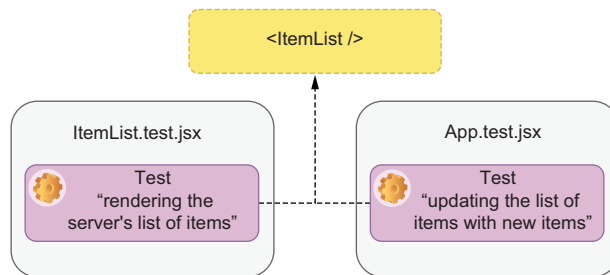 <ItemList />
ItemList.test.jsx
Test
“rendering the
server's list of items”
App.test.jsx
Test
“updating the list of
items with new items”